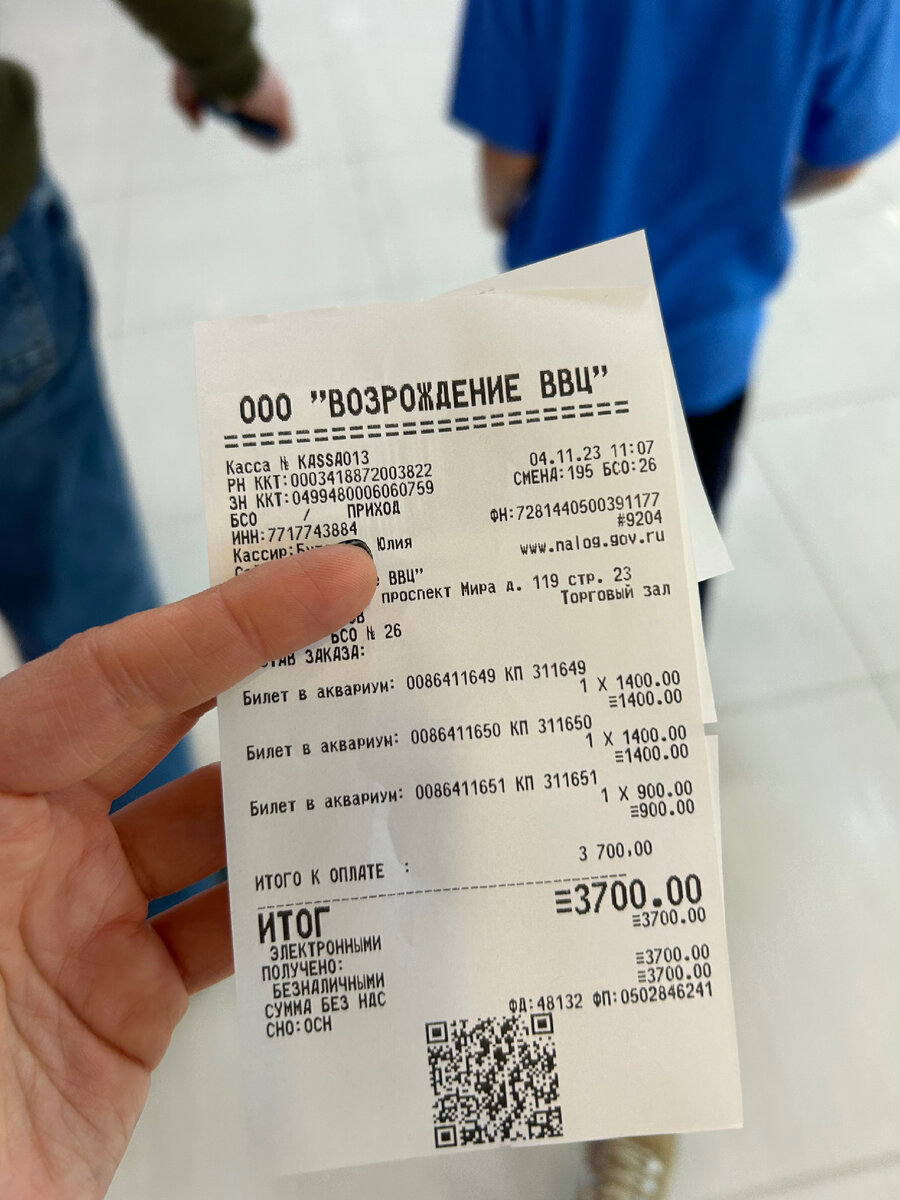 ООО "ВОЗРОЖДЕНИЕ ВВЦ"
==========================
Касса № KASSA013 04.11.23 11:07
РН ККТ:0003418872003822 СМЕНА:195 БСО:26
ЗН ККТ:0499480006060759
БСО / ПРИХОД ФН:7281440500391177
ИНН:7717743884 #9204
Кассир: Юлия www.nalog.gov.ru
ВВЦ"
проспект Мира д. 119 стр. 23
Торговый зал
БСО № 26
ЗАКАЗА:
Билет в аквариум: 0086411649 КП 311649
1 X 1400.00
≡1400.00
Билет в аквариум: 0086411650 КП 311650
1 X 1400.00
≡1400.00
Билет в аквариум: 0086411651 КП 311651
1 X 900.00
≡900.00
ИТОГО К ОПЛАТЕ : 3 700,00
ИТОГ ≡3700.00
ЭЛЕКТРОННЫМИ ≡3700.00
ПОЛУЧЕНО:
БЕЗНАЛИЧНЫМИ ≡3700.00
СУММА БЕЗ НДС ≡3700.00
СНО:ОСН ФД:48132 ФП:0502846241